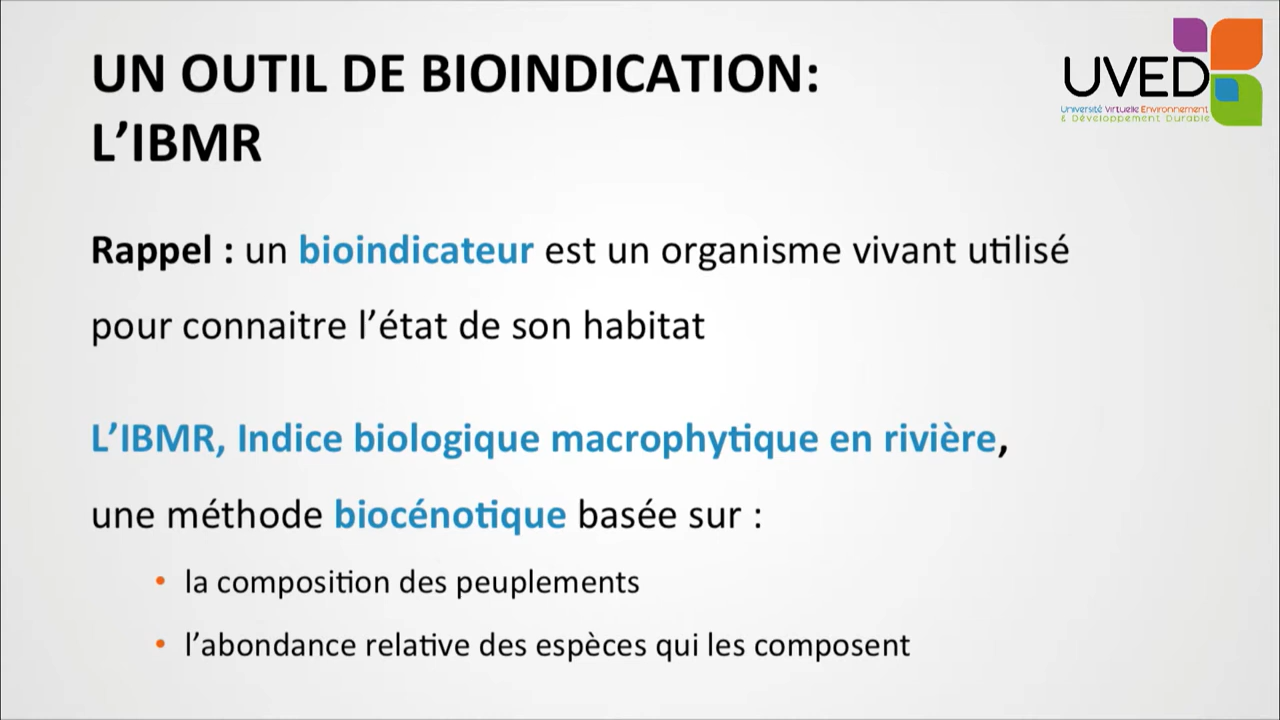 UN OUTIL DE BIOINDICATION:
L’IBMR
UVED
Université Virtuelle Environnement
& Développement Durable
Rappel : un bioindicateur est un organisme vivant utilisé
pour connaitre l’état de son habitat
L’IBMR, Indice biologique macrophytique en rivière,
une méthode biocénotique basée sur :
• la composition des peuplements
• l’abondance relative des espèces qui les composent